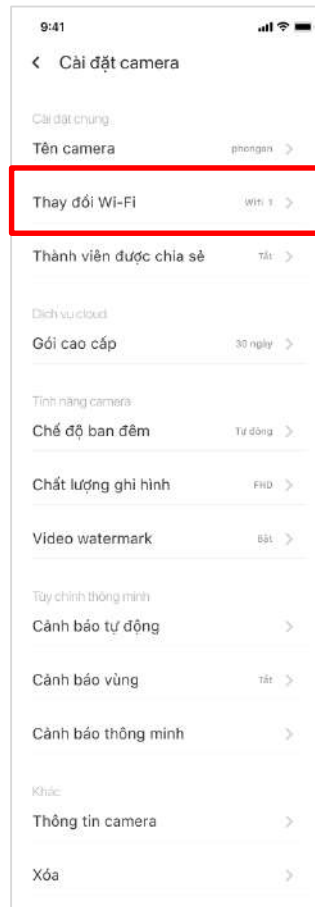 9:41
Cài đặt camera
Cài đặt chung
Tên camera phongan
Thay đổi Wi-Fi Wifi 1
Thành viên được chia sẻ Tắt
Dịch vụ cloud
Gói cao cấp 30 ngày
Tính năng camera
Chế độ ban đêm Tự động
Chất lượng ghi hình FHD
Video watermark Bật
Tùy chỉnh thông minh
Cảnh báo tự động
Cảnh báo vùng Tắt
Cảnh báo thông minh
Khác
Thông tin camera
Xóa